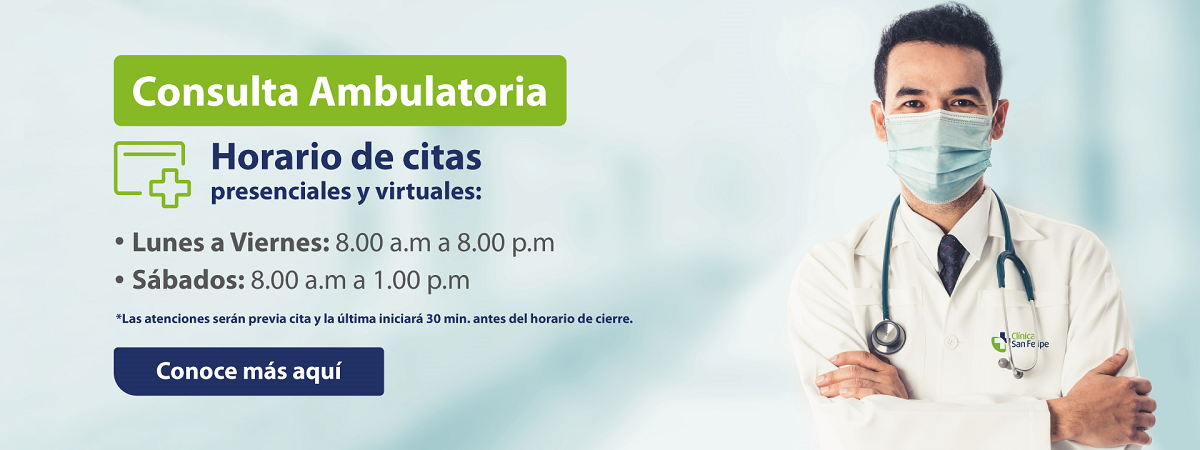 Consulta Ambulatoria
Horario de citas
presenciales y virtuales:
• Lunes a Viernes: 8.00 a.m a 8.00 p.m
• Sábados: 8.00 a.m a 1.00 p.m
*Las atenciones serán previa cita y la última iniciará 30 min. antes del horario de cierre.
Conoce más aquí
Clínica
San Felipe